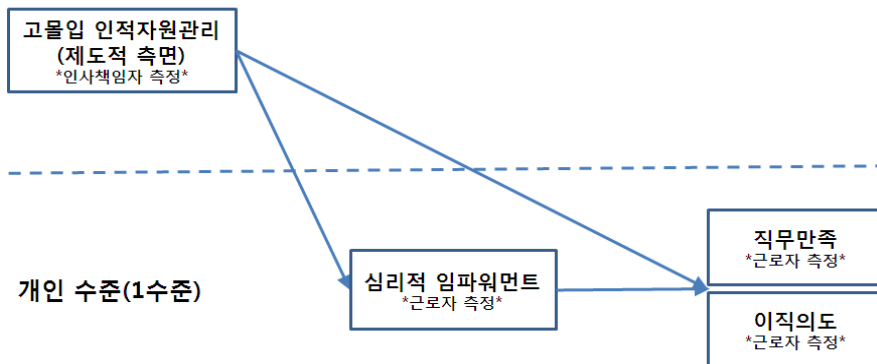 고몰입 인적자원관리
(제도적 측면)
*인사책임자 측정*
직무만족
*근로자 측정*
개인 수준(1수준)
심리적 임파워먼트
*근로자 측정*
이직의도
*근로자 측정*